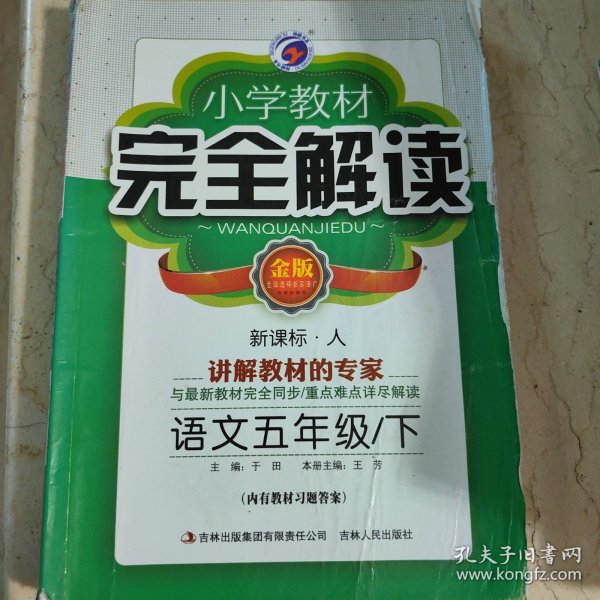 小学教材
完全解读
～WANQUANJIEDU～
金版
新课标·人
讲解教材的专家
与最新教材完全同步/重点难点详尽解读
语文五年级/下
主 编：于 田 本册主编：王 芳
（内有教材习题答案）
吉林出版集团有限责任公司 吉林人民出版社
孔夫子旧书网
www.kongfz.com